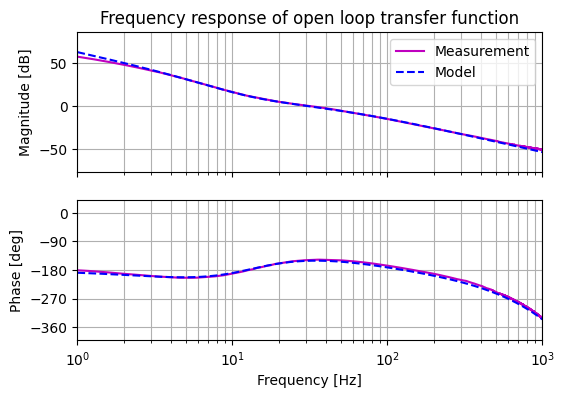 Frequency response of open loop transfer function
Magnitude [dB]
50
0
−50
Measurement
Model
Phase [deg]
0
−90
−180
−270
−360
10^0
10^1
10^2
10^3
Frequency [Hz]